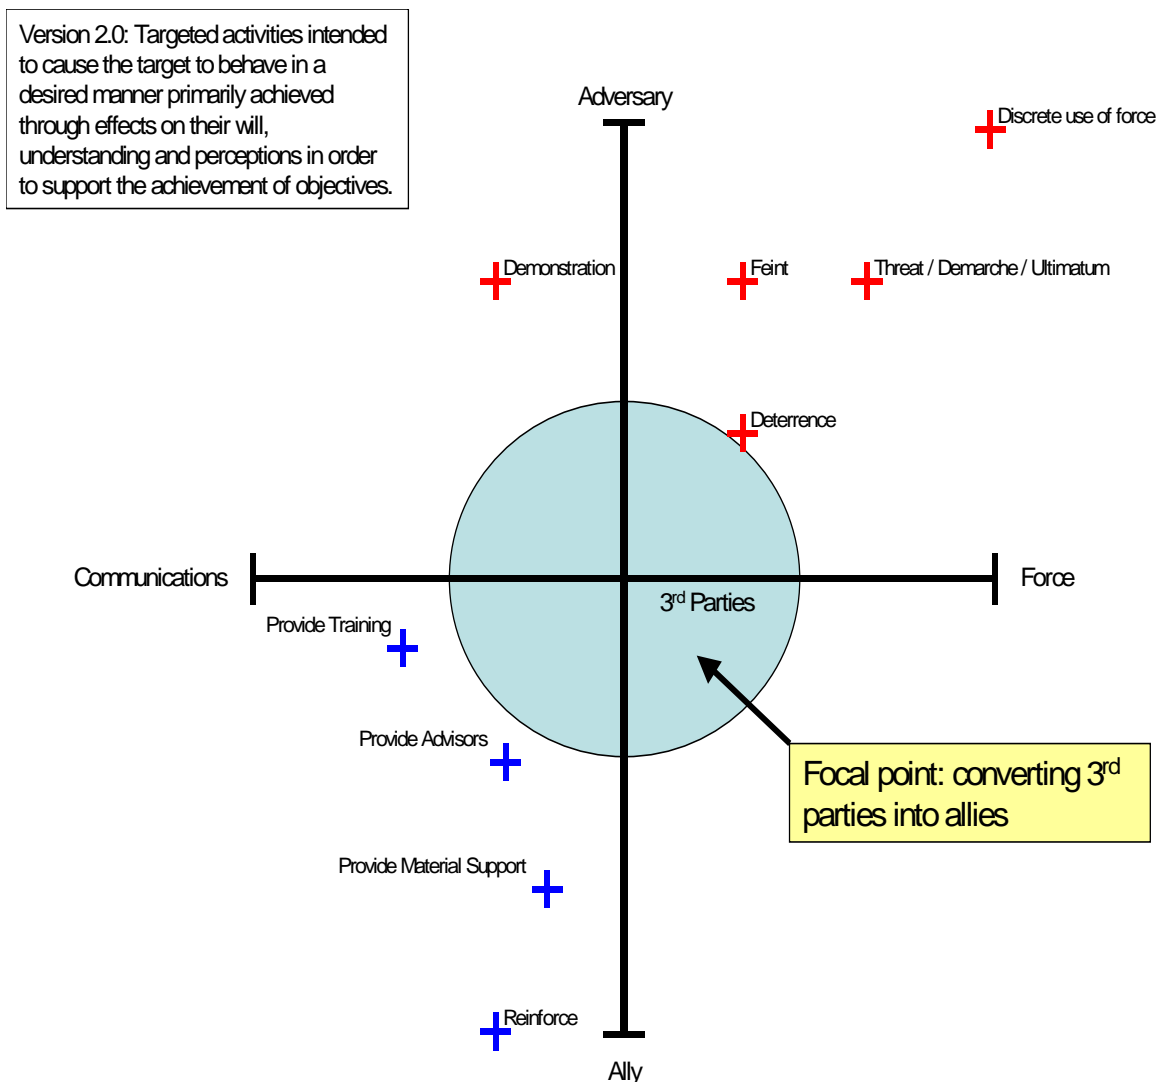 Version 2.0: Targeted activities intended
to cause the target to behave in a
desired manner primarily achieved
through effects on their will,
understanding and perceptions in order
to support the achievement of objectives.
Adversary
Discrete use of force
Demonstration
Feint
Threat / Demarche / Ultimatum
Deterrence
Communications
Force
3rd Parties
Provide Training
Provide Advisors
Focal point: converting 3rd
parties into allies
Provide Material Support
Reinforce
Ally